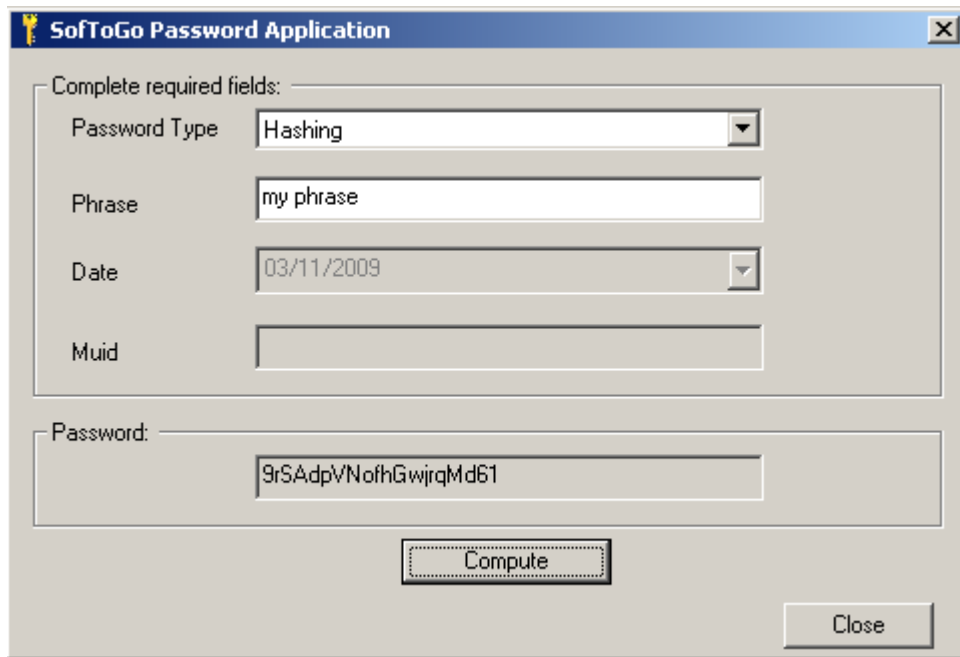 SofToGo Password Application
Complete required fields:
Password Type Hashing
Phrase my phrase
Date 03/11/2009
Muid
Password:
9rSAdpVNofhGwjrqMd61
Compute
Close